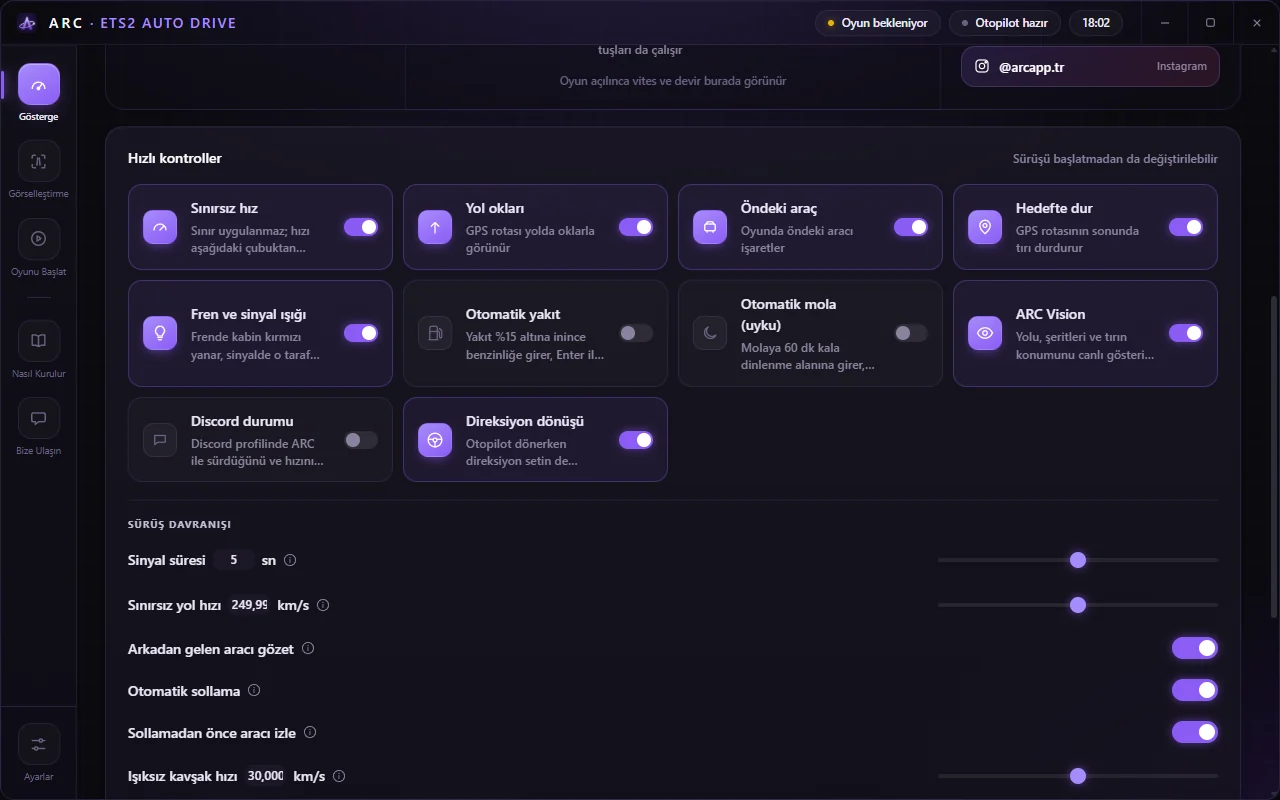 ARC · ETS2 AUTO DRIVE
Oyun bekleniyor
Otopilot hazır
18:02
Gösterge
Görselleştirme
Oyunu Başlat
Nasıl Kurulur
Bize Ulaşın
Ayarlar
tuşları da çalışır
Oyun açılınca vites ve devir burada görünür
@arcapp.tr
Instagram
Hızlı kontroller
Sürüşü başlatmadan da değiştirilebilir
Sınırsız hız
Sınır uygulanmaz; hızı
aşağıdaki çubuktan...
Yol okları
GPS rotası yolda oklarla
görünür
Öndeki araç
Oyunda öndeki aracı
işaretler
Hedefte dur
GPS rotasının sonunda
tırı durdurur
Fren ve sinyal ışığı
Frende kabin kırmızı
yanar, sinyalde o taraf...
Otomatik yakıt
Yakıt %15 altına inince
benzinliğe girer, Enter il...
Otomatik mola
(uyku)
Molaya 60 dk kala
dinlenme alanına girer,...
ARC Vision
Yolu, şeritleri ve tırın
konumunu canlı gösteri...
Discord durumu
Discord profilinde ARC
ile sürdüğünü ve hızını...
Direksiyon dönüşü
Otopilot dönerken
direksiyon setin de...
SÜRÜŞ DAVRANIŞI
Sinyal süresi 5 sn
Sınırsız yol hızı 249,99 km/s
Arkadan gelen aracı gözet
Otomatik sollama
Sollamadan önce aracı izle
Işıksız kavşak hızı 30,000 km/s